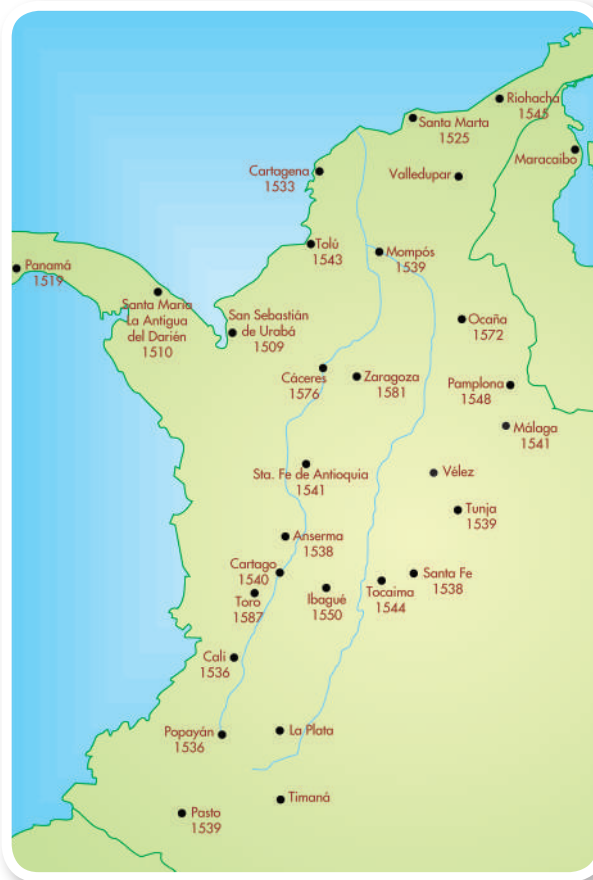 Riohacha
1545
Santa Marta
1525
Maracaibo
Cartagena
1533
Valledupar
Tolú
1543
Mompós
1539
Panamá
1519
Santa María
La Antigua
del Darién
1510
San Sebastián
de Urabá
1509
Ocaña
1572
Cáceres
1576
Zaragoza
1581
Pamplona
1548
Málaga
1541
Sta. Fe de Antioquia
1541
Vélez
Tunja
1539
Anserma
1538
Cartago
1540
Toro
1587
Ibagué
1550
Tocaima
1544
Santa Fe
1538
Cali
1536
Popayán
1536
La Plata
Timaná
Pasto
1539